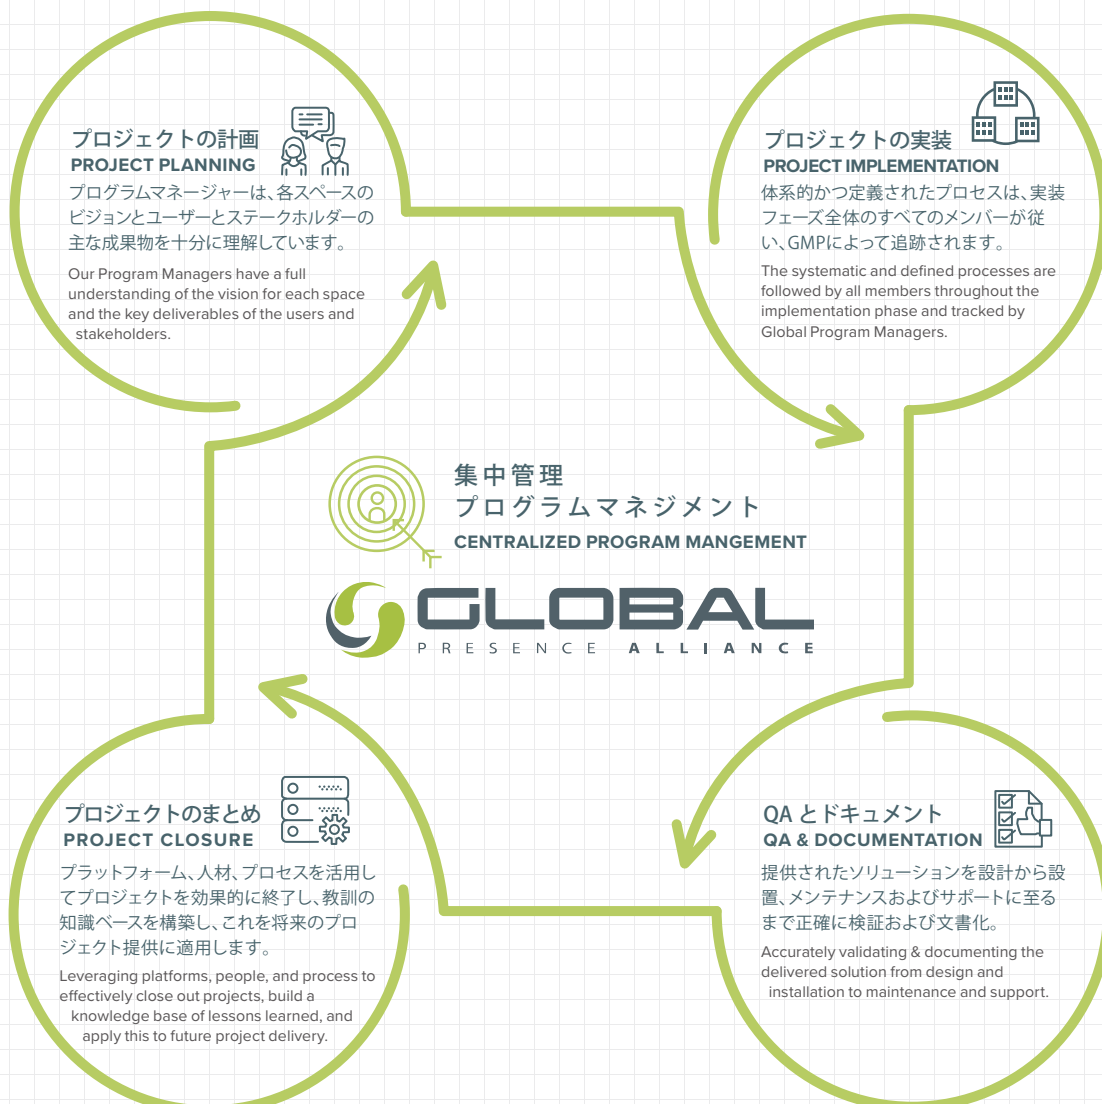 プロジェクトの計画
PROJECT PLANNING
プログラムマネージャーは、各スペースの
ビジョンとユーザーとステークホルダーの
主な成果物を十分に理解しています。
Our Program Managers have a full
understanding of the vision for each space
and the key deliverables of the users and
stakeholders.
プロジェクトの実装
PROJECT IMPLEMENTATION
体系的かつ定義されたプロセスは、実装
フェーズ全体のすべてのメンバーが従
い、GMPによって追跡されます。
The systematic and defined processes are
followed by all members throughout the
implementation phase and tracked by
Global Program Managers.
集中管理
プログラムマネジメント
CENTRALIZED PROGRAM MANGEMENT
GLOBAL
PRESENCE ALLIANCE
プロジェクトのまとめ
PROJECT CLOSURE
プラットフォーム、人材、プロセスを活用し
てプロジェクトを効果的に終了し、教訓の
知識ベースを構築し、これを将来のプロ
ジェクト提供に適用します。
Leveraging platforms, people, and process to
effectively close out projects, build a
knowledge base of lessons learned, and
apply this to future project delivery.
QA とドキュメント
QA & DOCUMENTATION
提供されたソリューションを設計から設
置、メンテナンスおよびサポートに至る
まで正確に検証および文書化。
Accurately validating & documenting the
delivered solution from design and
installation to maintenance and support.